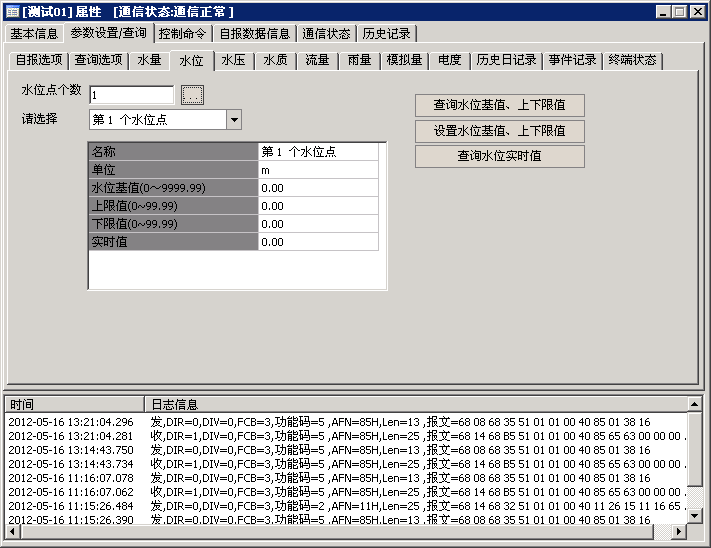 [测试01] 属性 [通信状态:通信正常]
基本信息 参数设置/查询 控制命令 自报数据信息 通信状态 历史记录
自报选项 查询选项 水量 水位 水压 水质 流量 雨量 模拟量 电度 历史日记录 事件记录 终端状态
水位点个数 1 ...
查询水位基值、上下限值
请选择 第 1 个水位点
设置水位基值、上下限值
查询水位实时值
名称 第 1 个水位点
单位 m
水位基值(0～9999.99) 0.00
上限值(0~99.99) 0.00
下限值(0~99.99) 0.00
实时值 0.00
时间 日志信息
2012-05-16 13:21:04.296 发,DIR=0,DIV=0,FCB=3,功能码=5 ,AFN=85H,Len=13 ,报文=68 08 68 35 51 01 01 00 40 85 01 38 16
2012-05-16 13:21:04.281 收,DIR=1,DIV=0,FCB=3,功能码=5 ,AFN=85H,Len=25 ,报文=68 14 68 B5 51 01 01 00 40 85 65 63 00 00 00 .
2012-05-16 13:14:43.750 发,DIR=0,DIV=0,FCB=3,功能码=5 ,AFN=85H,Len=13 ,报文=68 08 68 35 51 01 01 00 40 85 01 38 16
2012-05-16 13:14:43.734 收,DIR=1,DIV=0,FCB=3,功能码=5 ,AFN=85H,Len=25 ,报文=68 14 68 B5 51 01 01 00 40 85 65 63 00 00 00 .
2012-05-16 11:16:07.078 发,DIR=0,DIV=0,FCB=3,功能码=5 ,AFN=85H,Len=13 ,报文=68 08 68 35 51 01 01 00 40 85 01 38 16
2012-05-16 11:16:07.062 收,DIR=1,DIV=0,FCB=3,功能码=5 ,AFN=85H,Len=25 ,报文=68 14 68 B5 51 01 01 00 40 85 65 63 00 00 00 .
2012-05-16 11:15:26.484 发,DIR=0,DIV=0,FCB=3,功能码=2 ,AFN=11H,Len=25 ,报文=68 14 68 32 51 01 01 00 40 11 26 15 11 16 65 .
2012-05-16 11:15:26.390 发,DIR=0,DIV=0,FCB=3,功能码=5 ,AFN=85H,Len=13 ,报文=68 08 68 35 51 01 01 00 40 85 01 38 16